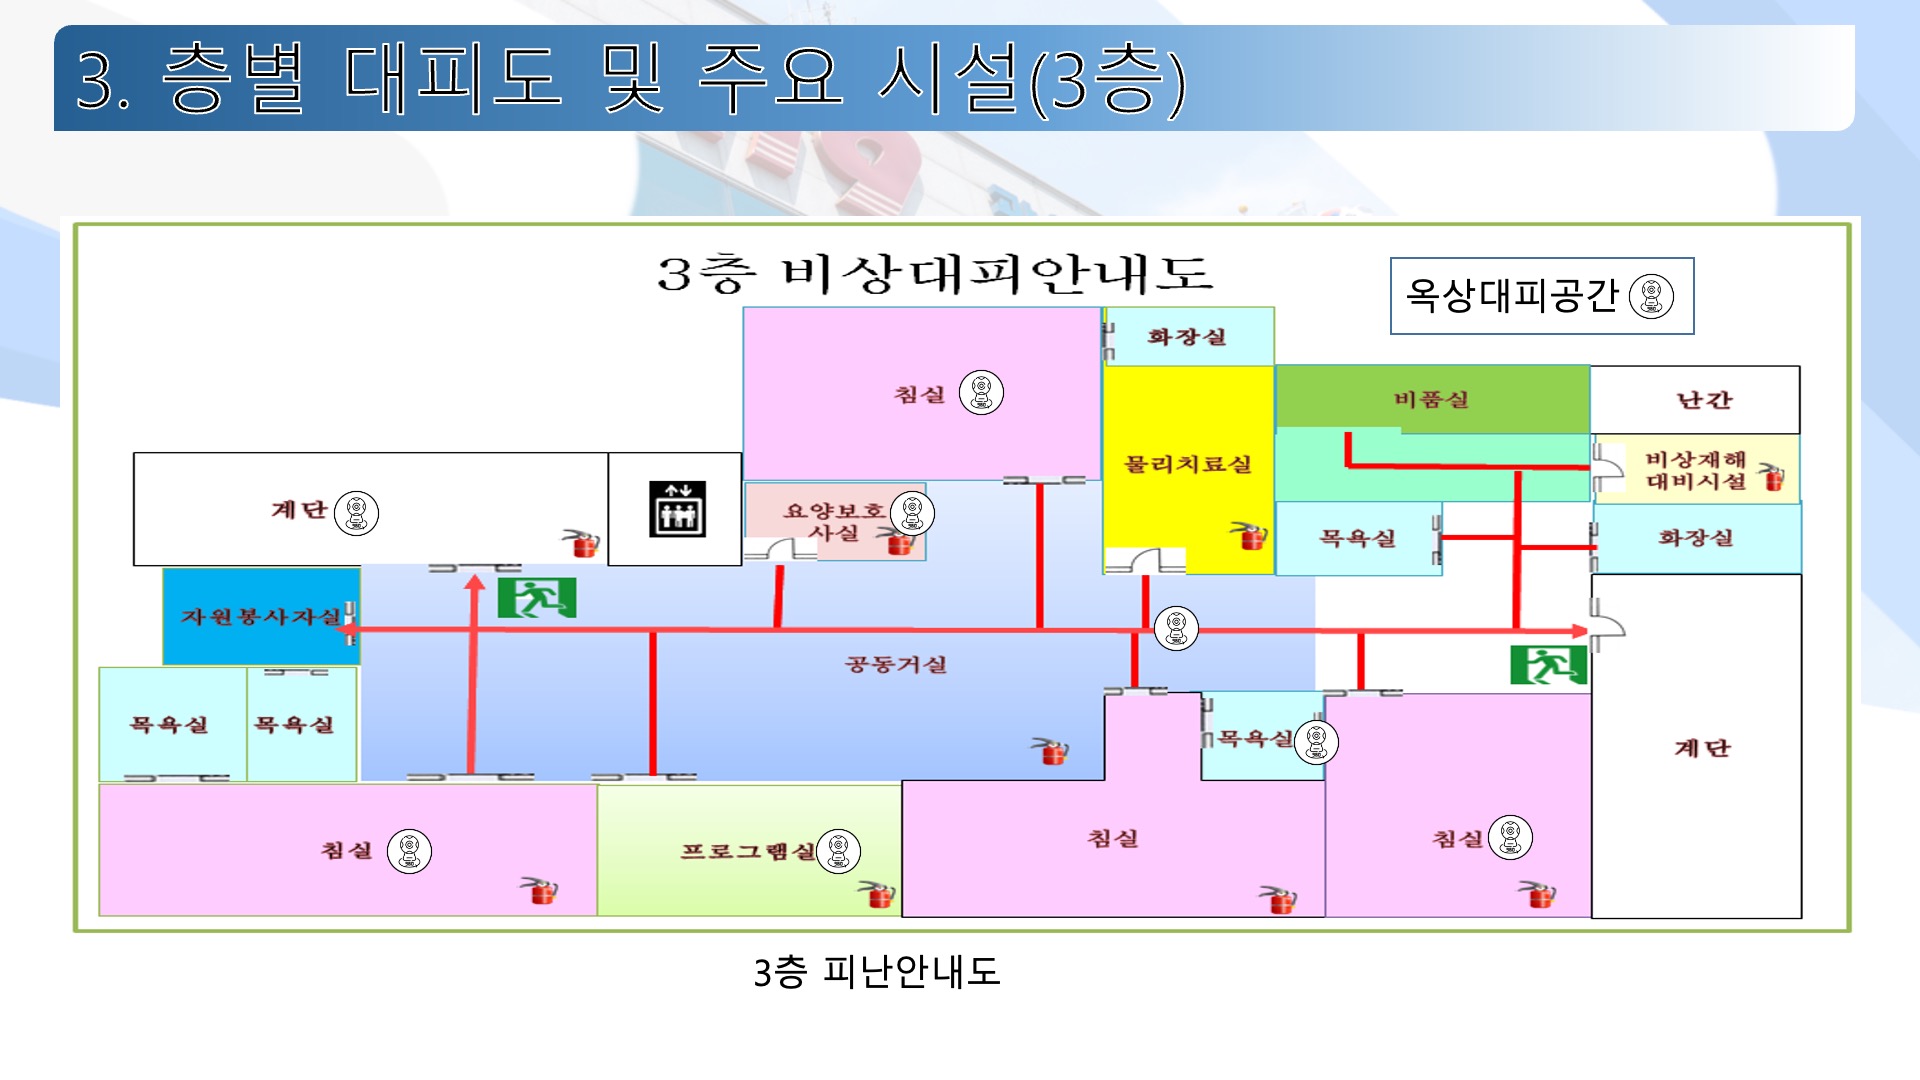 3. 층별 대피도 및 주요 시설(3층)
3층 비상대피안내도
옥상대피공간
화장실
침실
비품실
난간
물리치료실
비상재해
대비시설
계단
요양보호
사실
목욕실
화장실
자원봉사자실
공동거실
목욕실
목욕실
목욕실
계단
침실
프로그램실
침실
침실
3층 피난안내도